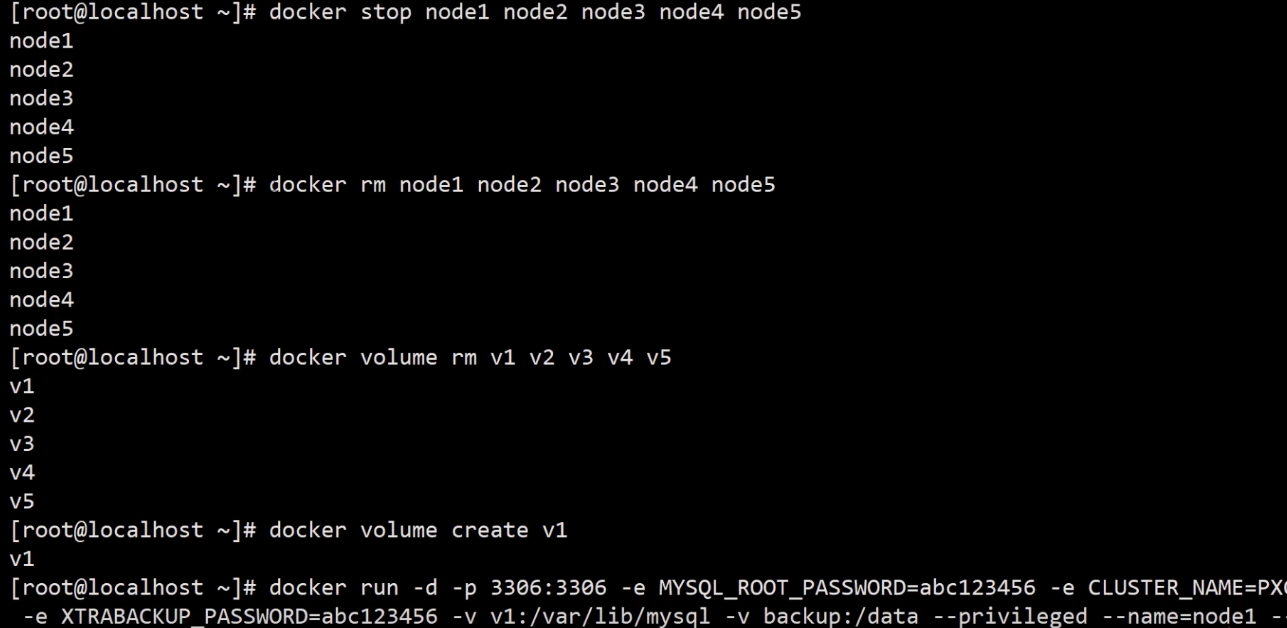 [root@localhost ~]# docker stop node1 node2 node3 node4 node5
node1
node2
node3
node4
node5
[root@localhost ~]# docker rm node1 node2 node3 node4 node5
node1
node2
node3
node4
node5
[root@localhost ~]# docker volume rm v1 v2 v3 v4 v5
v1
v2
v3
v4
v5
[root@localhost ~]# docker volume create v1
v1
[root@localhost ~]# docker run -d -p 3306:3306 -e MYSQL_ROOT_PASSWORD=abc123456 -e CLUSTER_NAME=PXC
-e XTRABACKUP_PASSWORD=abc123456 -v v1:/var/lib/mysql -v backup:/data --privileged --name=node1 -